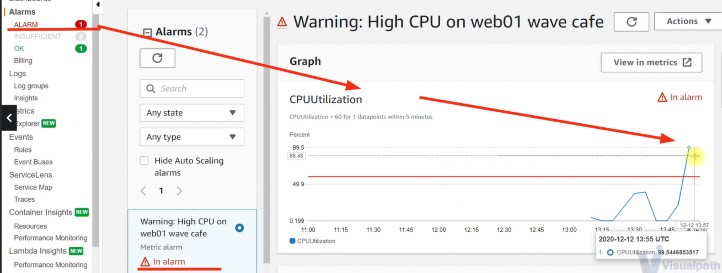 Dashboards
Alarms
ALARM 1
INSUFFICIENT 0
OK 1
Billing
Logs
Log groups
Insights
Metrics
Explorer NEW
Events
Rules
Event Buses
ServiceLens
Service Map
Traces
Container Insights NEW
Resources
Performance Monitoring
Lambda Insights NEW
Performance Monitoring
Alarms (2)
Search
Any state
Any type
Hide Auto Scaling
alarms
1
Warning: High CPU on
web01 wave cafe
Metric alarm
In alarm
Warning: High CPU on web01 wave cafe
Actions
Graph
View in metrics
CPUUtilization
In alarm
CPUUtilization > 60 for 1 datapoints within 5 minutes
Percent
99.5
88.48
49.9
0.199
11:00 11:15 11:30 11:45 12:00 12:15 12:30 12:45 13:00 13:15 13:30 13:45
12-12 13:57
CPUUtilization
2020-12-12 13:55 UTC
1. CPUUtilization 99.5446853517
Visualpath